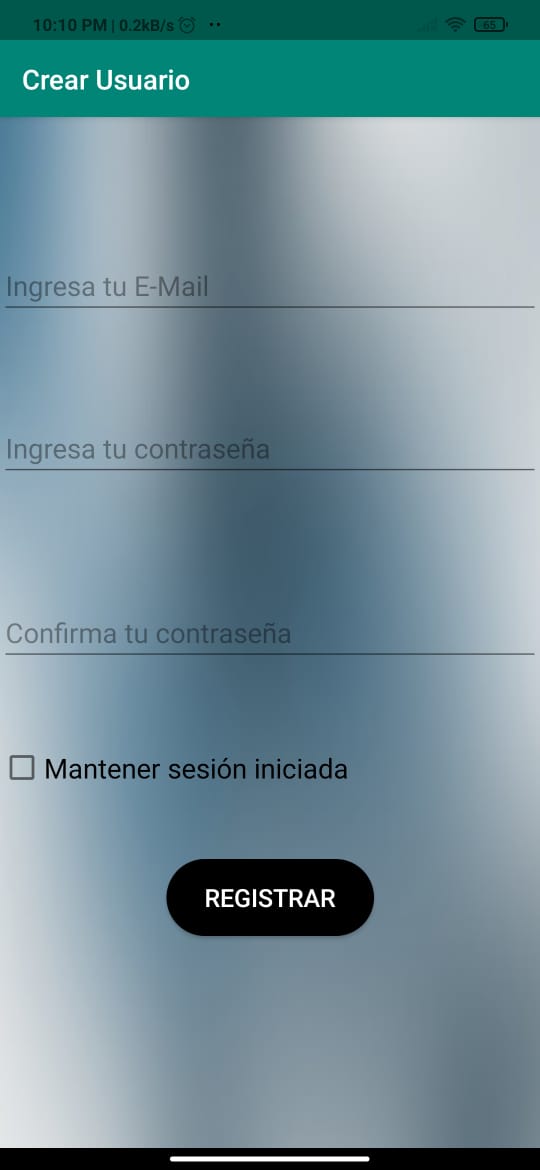 10:10 PM | 0.2kB/s
65
Crear Usuario
Ingresa tu E-Mail
Ingresa tu contraseña
Confirma tu contraseña
Mantener sesión iniciada
REGISTRAR